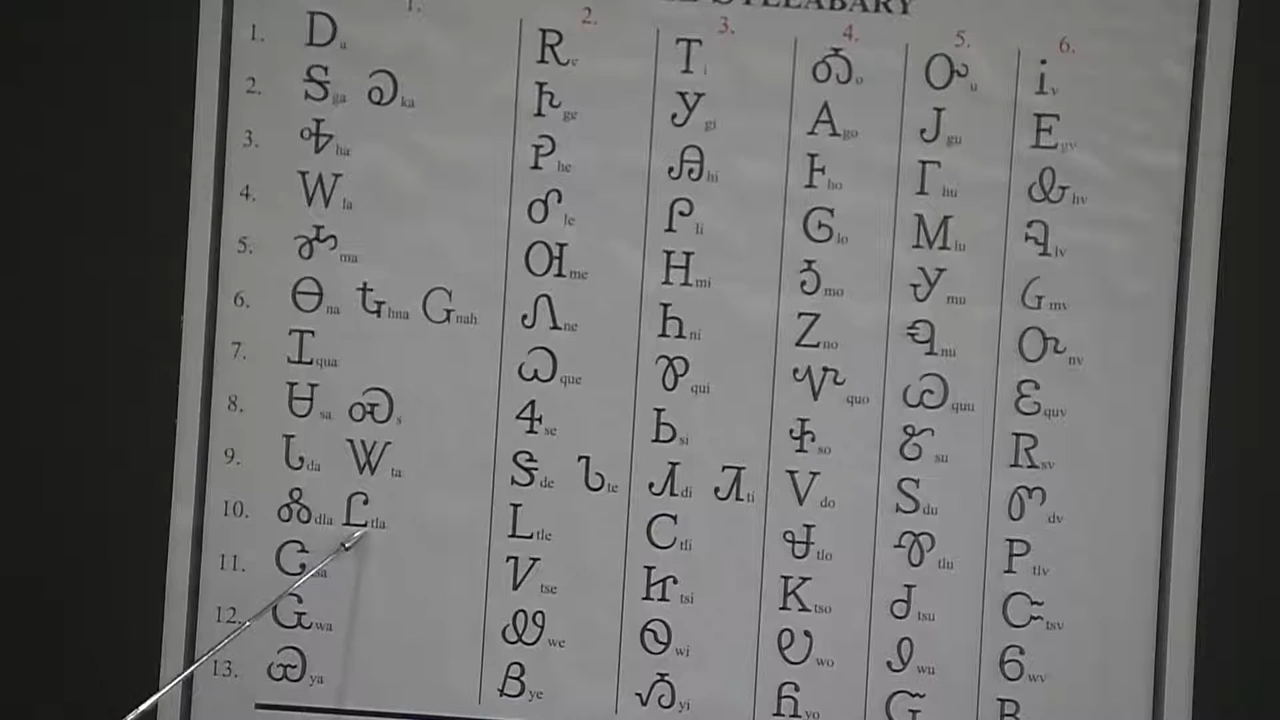 SYLLABARY
1. 2. 3. 4. 5. 6.
1. Ꭰa Ꭱe Ꭲi Ꭳo Ꭴu Ꭵv
2. Ꭶga Ꭷka Ꭸge Ꭹgi Ꭺgo Ꭻgu Ꭼgv
3. Ꭽha Ꭾhe Ꭿhi Ꮀho Ꮁhu Ꮂhv
4. Ꮃla Ꮄle Ꮅli Ꮆlo Ꮇlu Ꮈlv
5. Ꮉma Ꮊme Ꮋmi Ꮌmo Ꮍmu Ᏽmv
6. Ꮎna Ꮏhna Ꮐnah Ꮑne Ꮒni Ꮓno Ꮔnu Ꮕnv
7. Ꮖqua Ꮗque Ꮘqui Ꮙquo Ꮚquu Ꮛquv
8. Ꮜsa Ꮝs Ꮞse Ꮟsi Ꮠso Ꮡsu Ꮢsv
9. Ꮣda Ꮤta Ꮥde Ꮦte Ꮧdi Ꮨti Ꮩdo Ꮪdu Ꮫdv
10. Ꮬdla Ꮭtla Ꮮtle Ꮯtli Ꮰtlo Ꮱtlu Ꮲtlv
11. Ꮳsa Ꮴtse Ꮵtsi Ꮶtso Ꮷtsu Ꮸtsv
12. Ꮹwa Ꮺwe Ꮻwi Ꮼwo Ꮽwu Ꮾwv
13. Ꮿya Ᏸye Ᏹyi Ᏺyo Ᏻ Ᏼ